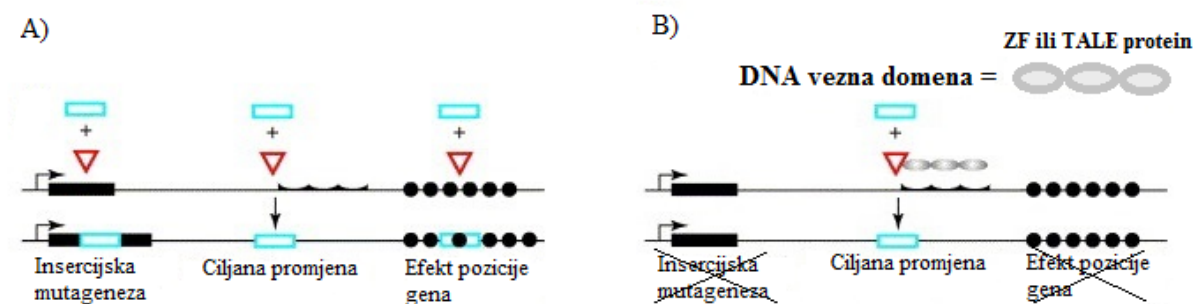 A)
+
+
+
Insercijska
mutageneza
Ciljana promjena
Efekt pozicije
gena
B)
ZF ili TALE protein
DNA vezna domena =
+
Insercijska
mutageneza
Ciljana promjena
Efekt pozicije
gena